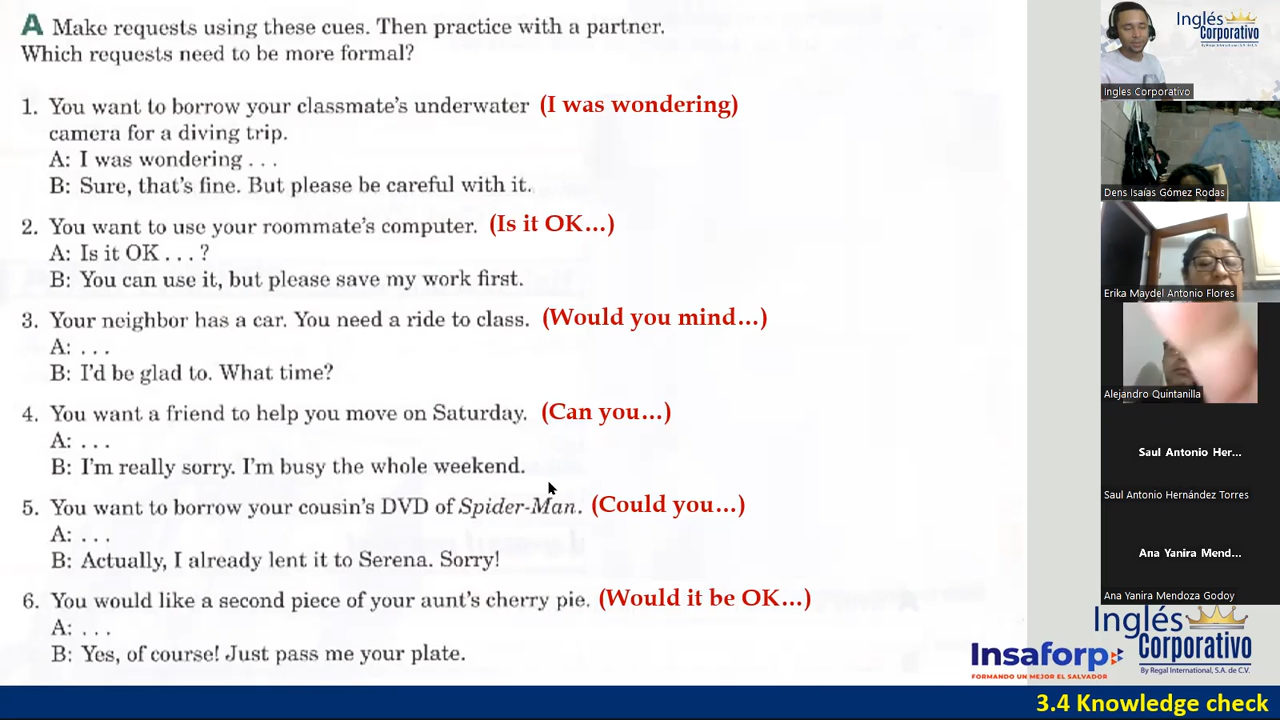 A Make requests using these cues. Then practice with a partner.
Which requests need to be more formal?
1. You want to borrow your classmate's underwater (I was wondering)
camera for a diving trip.
A: I was wondering . . .
B: Sure, that's fine. But please be careful with it.
2. You want to use your roommate's computer. (Is it OK…)
A: Is it OK . . . ?
B: You can use it, but please save my work first.
3. Your neighbor has a car. You need a ride to class. (Would you mind…)
A: . . .
B: I'd be glad to. What time?
4. You want a friend to help you move on Saturday. (Can you…)
A: . . .
B: I'm really sorry. I'm busy the whole weekend.
5. You want to borrow your cousin's DVD of Spider-Man. (Could you…)
A: . . .
B: Actually, I already lent it to Serena. Sorry!
6. You would like a second piece of your aunt's cherry pie. (Would it be OK…)
A: . . .
B: Yes, of course! Just pass me your plate.
Inglés
Corporativo
By Regal International, S.A. de C.V.
Ingles Corporativo
Dens Isaías Gómez Rodas
Erika Maydel Antonio Flores
Alejandro Quintanilla
Saul Antonio Her...
Saul Antonio Hernández Torres
Ana Yanira Mend...
Ana Yanira Mendoza Godoy
Insaforp
FORMANDO UN MEJOR EL SALVADOR
Inglés
Corporativo
By Regal International, S.A. de C.V.
3.4 Knowledge check